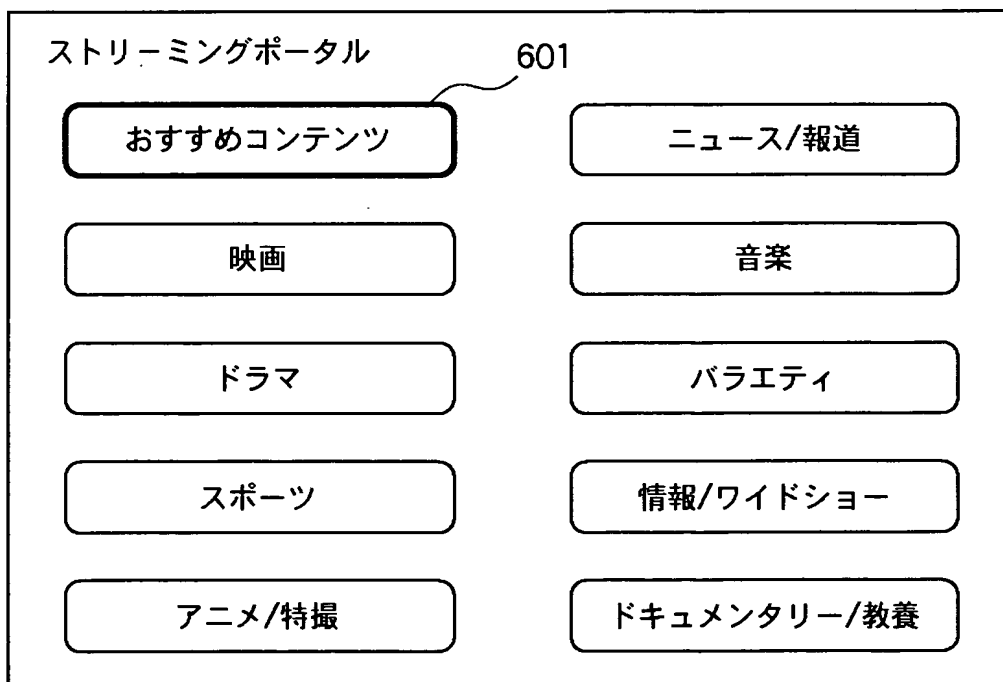 ストリーミングポータル
601
おすすめコンテンツ
ニュース/報道
映画
音楽
ドラマ
バラエティ
スポーツ
情報/ワイドショー
アニメ/特撮
ドキュメンタリー/教養